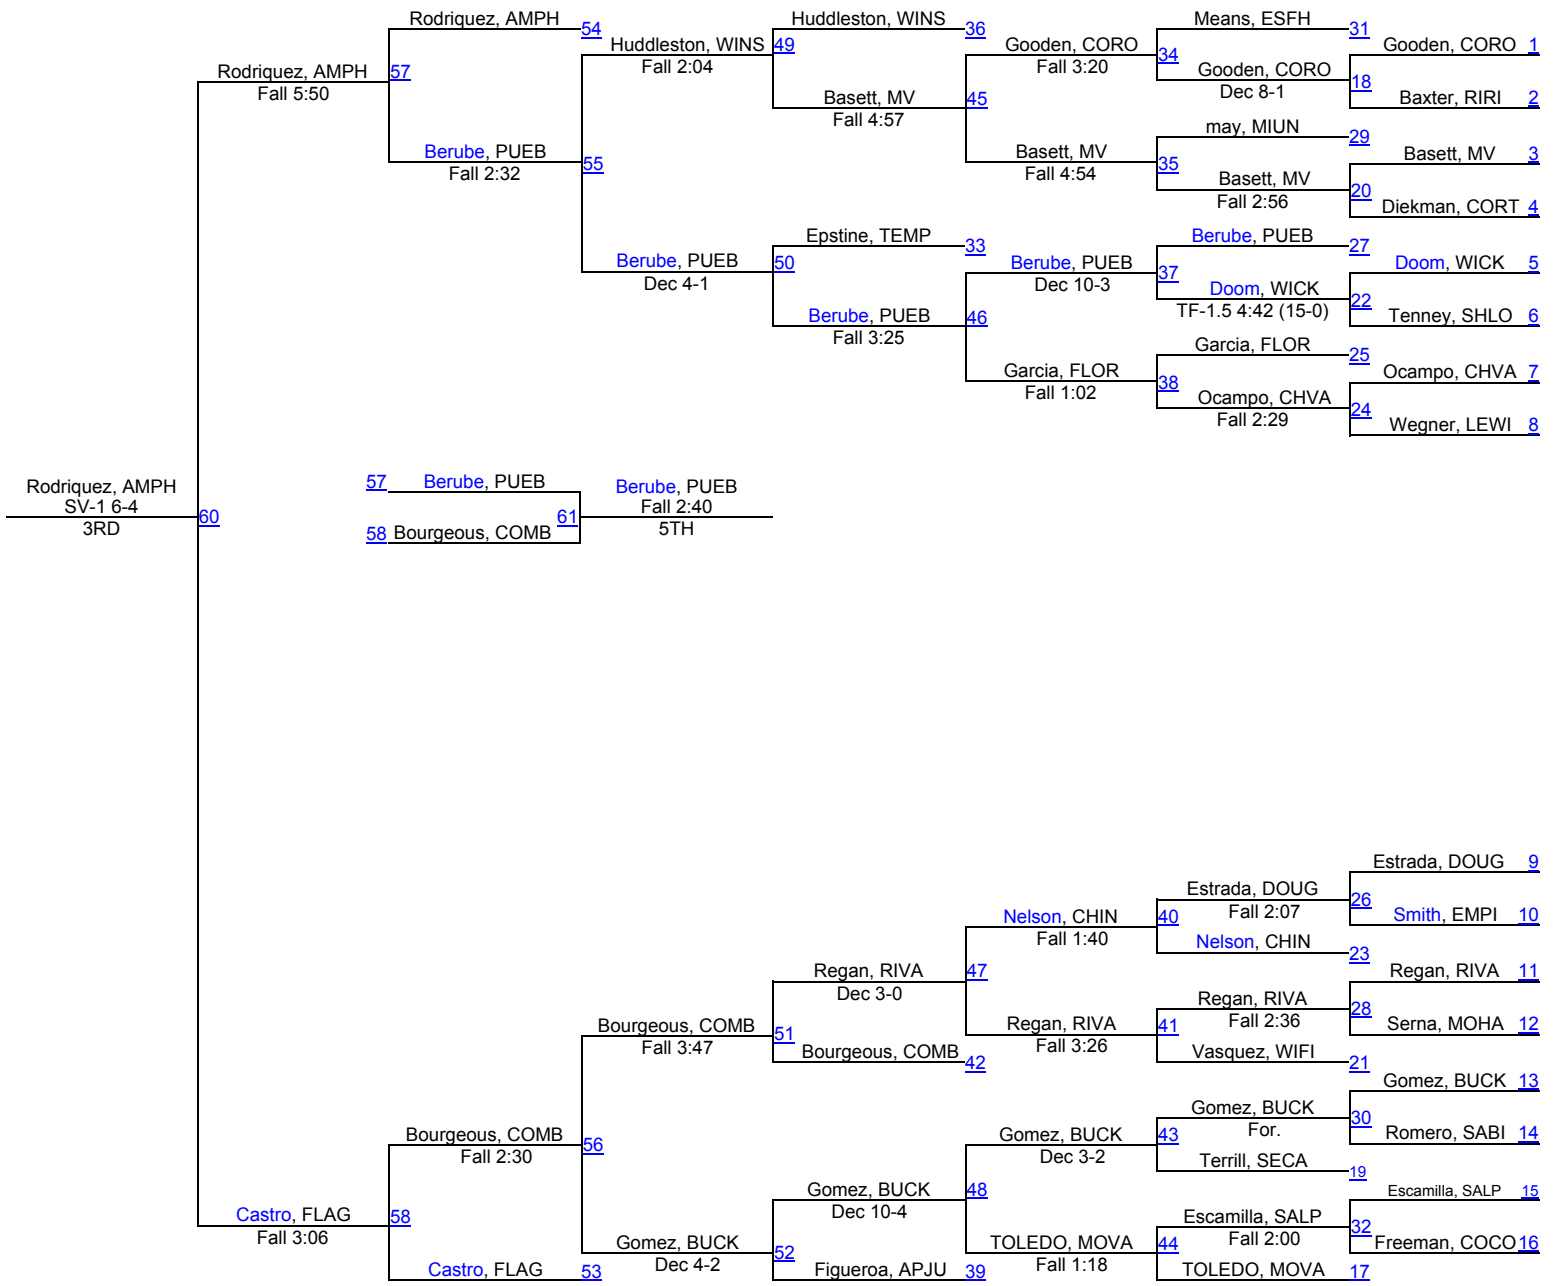 Rodriquez, AMPH
54
Huddleston, WINS
36
Means, ESFH
31
Huddleston, WINS
49
Gooden, CORO
34
Gooden, CORO 1
Fall 2:04
Fall 3:20
Rodriquez, AMPH
57
Gooden, CORO
18
Fall 5:50
Dec 8-1
Basett, MV
45
Baxter, RIRI 2
Fall 4:57
may, MIUN
29
Berube, PUEB
55
Basett, MV
35
Basett, MV 3
Fall 2:32
Fall 4:54
Basett, MV
20
Fall 2:56
Diekman, CORT 4
Epstine, TEMP
33
Berube, PUEB
27
Berube, PUEB
50
Berube, PUEB
37
Doom, WICK 5
Dec 4-1
Dec 10-3
Doom, WICK
22
TF-1.5 4:42 (15-0)
Berube, PUEB
46
Tenney, SHLO 6
Fall 3:25
Garcia, FLOR
25
Garcia, FLOR
38
Ocampo, CHVA 7
Fall 1:02
Ocampo, CHVA
24
Fall 2:29
Wegner, LEWI 8
Rodriquez, AMPH
57 Berube, PUEB
Berube, PUEB
SV-1 6-4
60
Fall 2:40
3RD
61
5TH
58 Bourgeous, COMB
Estrada, DOUG 9
Estrada, DOUG
26
Fall 2:07
Nelson, CHIN
40
Smith, EMPI 10
Fall 1:40
Nelson, CHIN
23
Regan, RIVA
47
Regan, RIVA 11
Dec 3-0
Regan, RIVA
28
Fall 2:36
Bourgeous, COMB
51
Regan, RIVA
41
Serna, MOHA 12
Fall 3:47
Fall 3:26
Bourgeous, COMB
42
Vasquez, WIFI
21
Gomez, BUCK 13
Gomez, BUCK
30
For.
Bourgeous, COMB
56
Gomez, BUCK
43
Romero, SABI 14
Fall 2:30
Dec 3-2
Terrill, SECA
19
Gomez, BUCK
48
Escamilla, SALP 15
Dec 10-4
Castro, FLAG
58
Escamilla, SALP
32
Fall 3:06
Fall 2:00
Gomez, BUCK
52
TOLEDO, MOVA
44
Freeman, COCO 16
Dec 4-2
Fall 1:18
Castro, FLAG
53
Figueroa, APJU
39
TOLEDO, MOVA
17